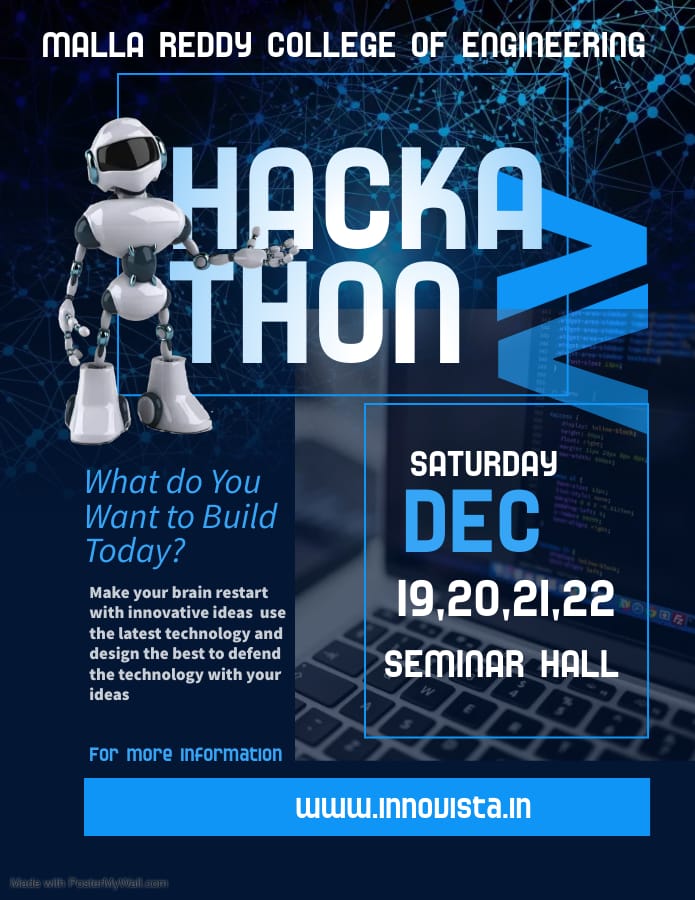 MALLA REDDY COLLEGE OF ENGINEERING
HACKA
THON
What do You
Want to Build
Today?
Make your brain restart
with innovative ideas use
the latest technology and
design the best to defend
the technology with your
ideas
SATURDAY
DEC
19,20,21,22
SEMINAR HALL
For more information
www.innovista.in
Made with PosterMyWall.com